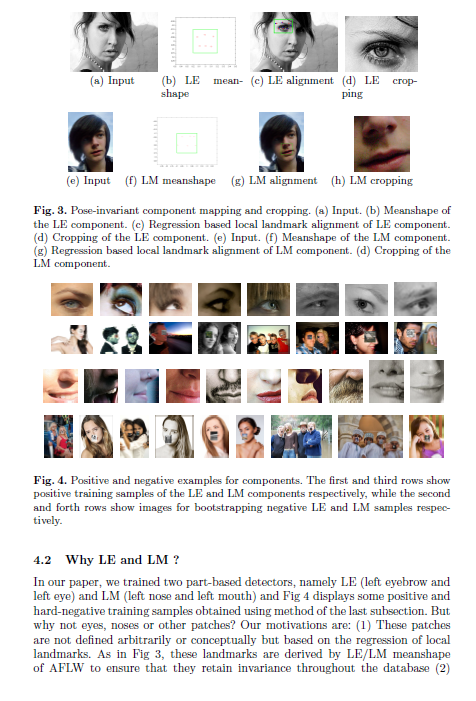 (a) Input (b) LE mean- (c) LE alignment (d) LE crop-
shape ping
(e) Input (f) LM meanshape (g) LM alignment (h) LM cropping
Fig. 3. Pose-invariant component mapping and cropping. (a) Input. (b) Meanshape of
the LE component. (c) Regression based local landmark alignment of LE component.
(d) Cropping of the LE component. (e) Input. (f) Meanshape of the LM component.
(g) Regression based local landmark alignment of LM component. (d) Cropping of the
LM component.
Fig. 4. Positive and negative examples for components. The first and third rows show
positive training samples of the LE and LM components respectively, while the second
and forth rows show images for bootstrapping negative LE and LM samples respec-
tively.
4.2 Why LE and LM ?
In our paper, we trained two part-based detectors, namely LE (left eyebrow and
left eye) and LM (left nose and left mouth) and Fig 4 displays some positive and
hard-negative training samples obtained using method of the last subsection. But
why not eyes, noses or other patches? Our motivations are: (1) These patches
are not defined arbitrarily or conceptually but based on the regression of local
landmarks. As in Fig 3, these landmarks are derived by LE/LM meanshape
of AFLW to ensure that they retain invariance throughout the database (2)